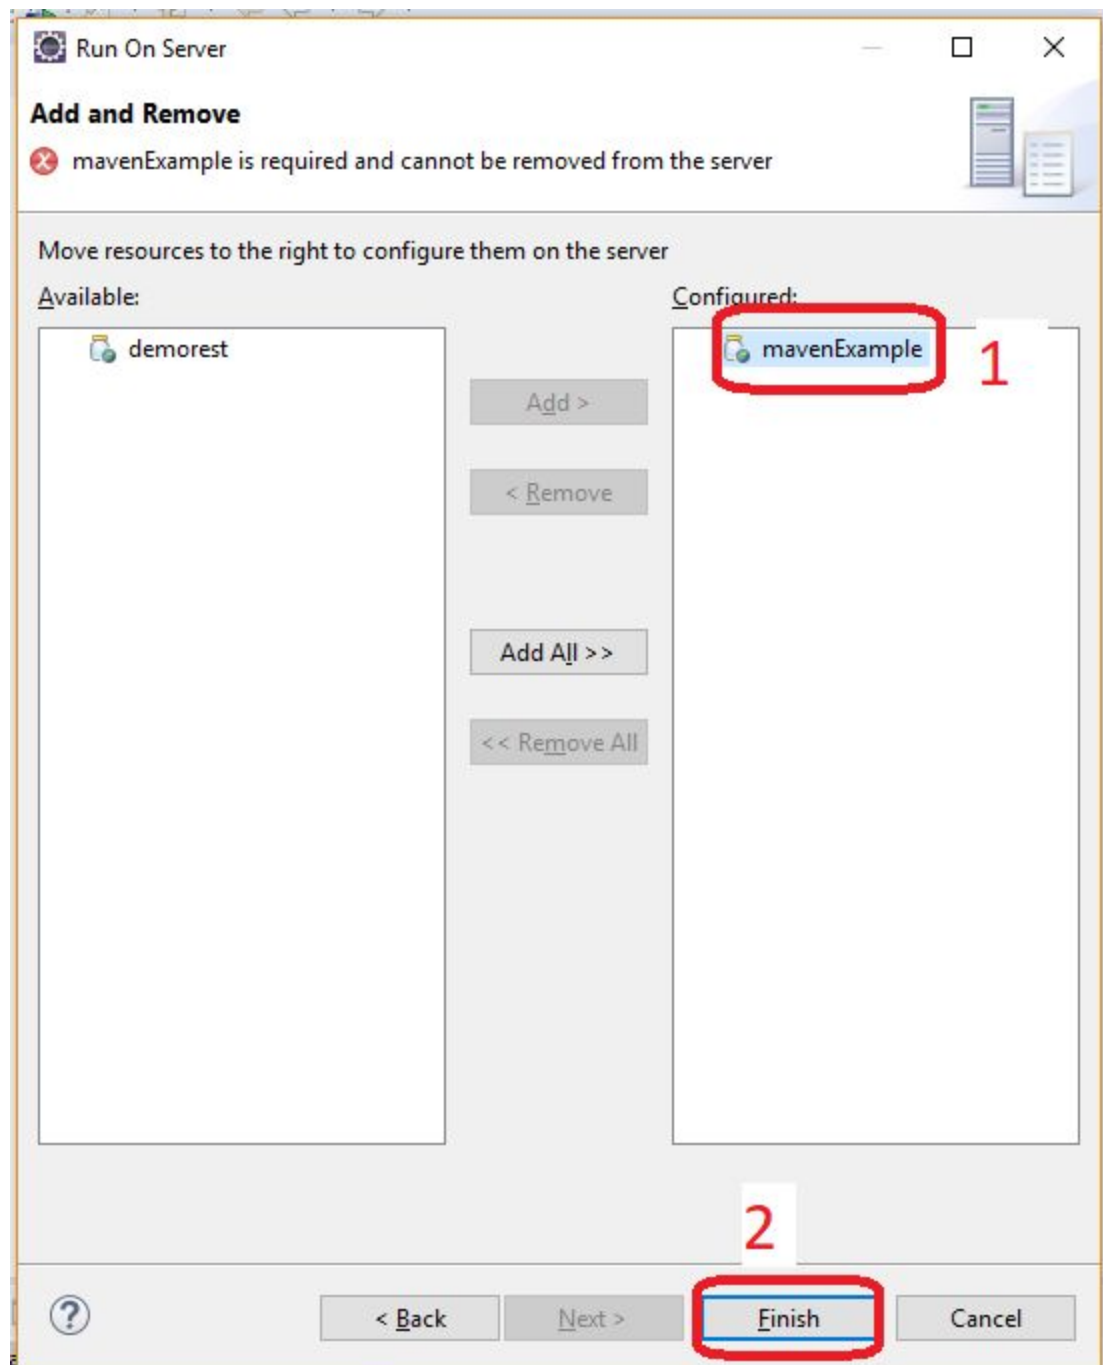 Run On Server
Add and Remove
mavenExample is required and cannot be removed from the server
Move resources to the right to configure them on the server
Available:
Configured:
demorest
mavenExample
1
Add >
< Remove
Add All >>
<< Remove All
2
< Back
Next >
Finish
Cancel